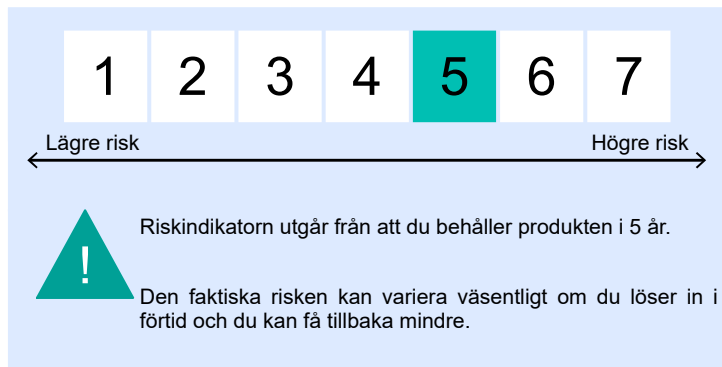 1 2 3 4 5 6 7
Lägre risk Högre risk
! Riskindikatorn utgår från att du behåller produkten i 5 år.
Den faktiska risken kan variera väsentligt om du löser in i
förtid och du kan få tillbaka mindre.